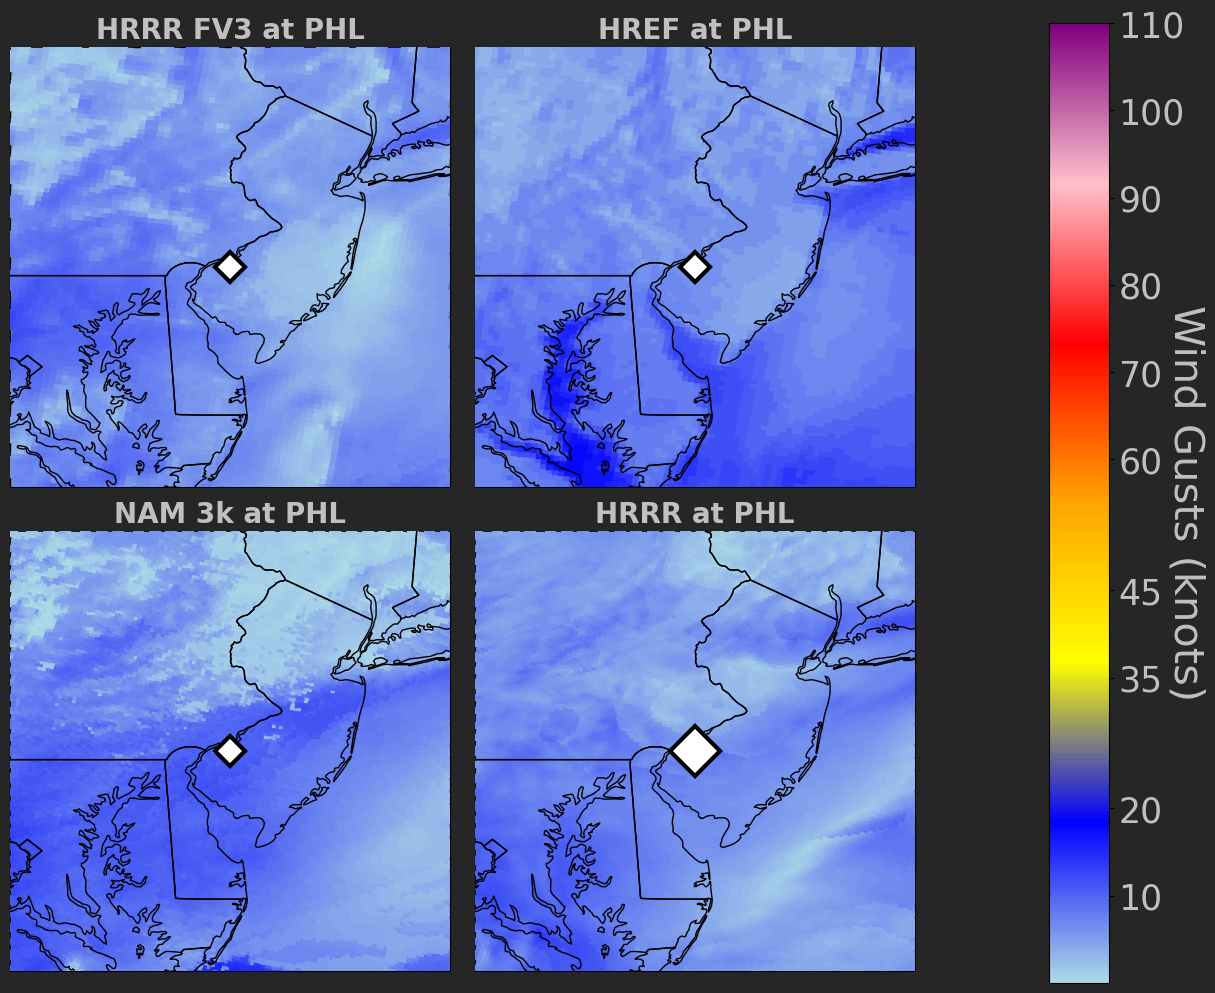 HRRR FV3 at PHL
HREF at PHL
NAM 3k at PHL
HRRR at PHL
110
100
90
80
70
60
45
35
20
10
Wind Gusts (knots)